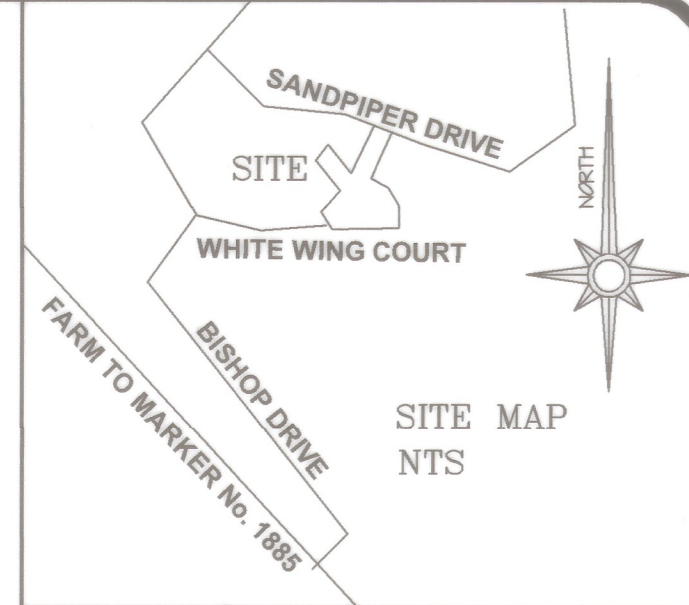 SANDPIPER DRIVE
SITE
NORTH
WHITE WING COURT
FARM TO MARKER No. 1885
BISHOP DRIVE
SITE MAP
NTS